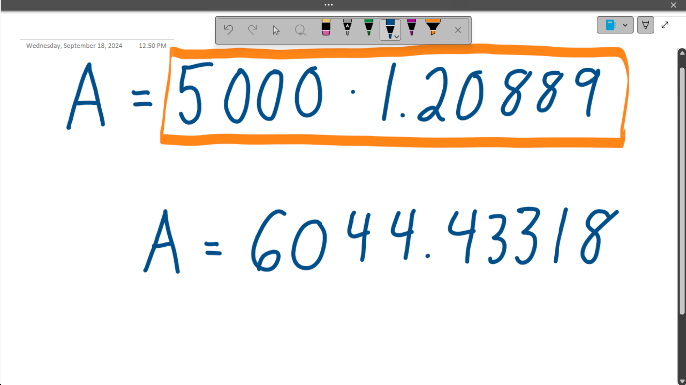 Wednesday, September 18, 2024 12:50 PM
A = 5000 · 1.20889
A = 6044.43318